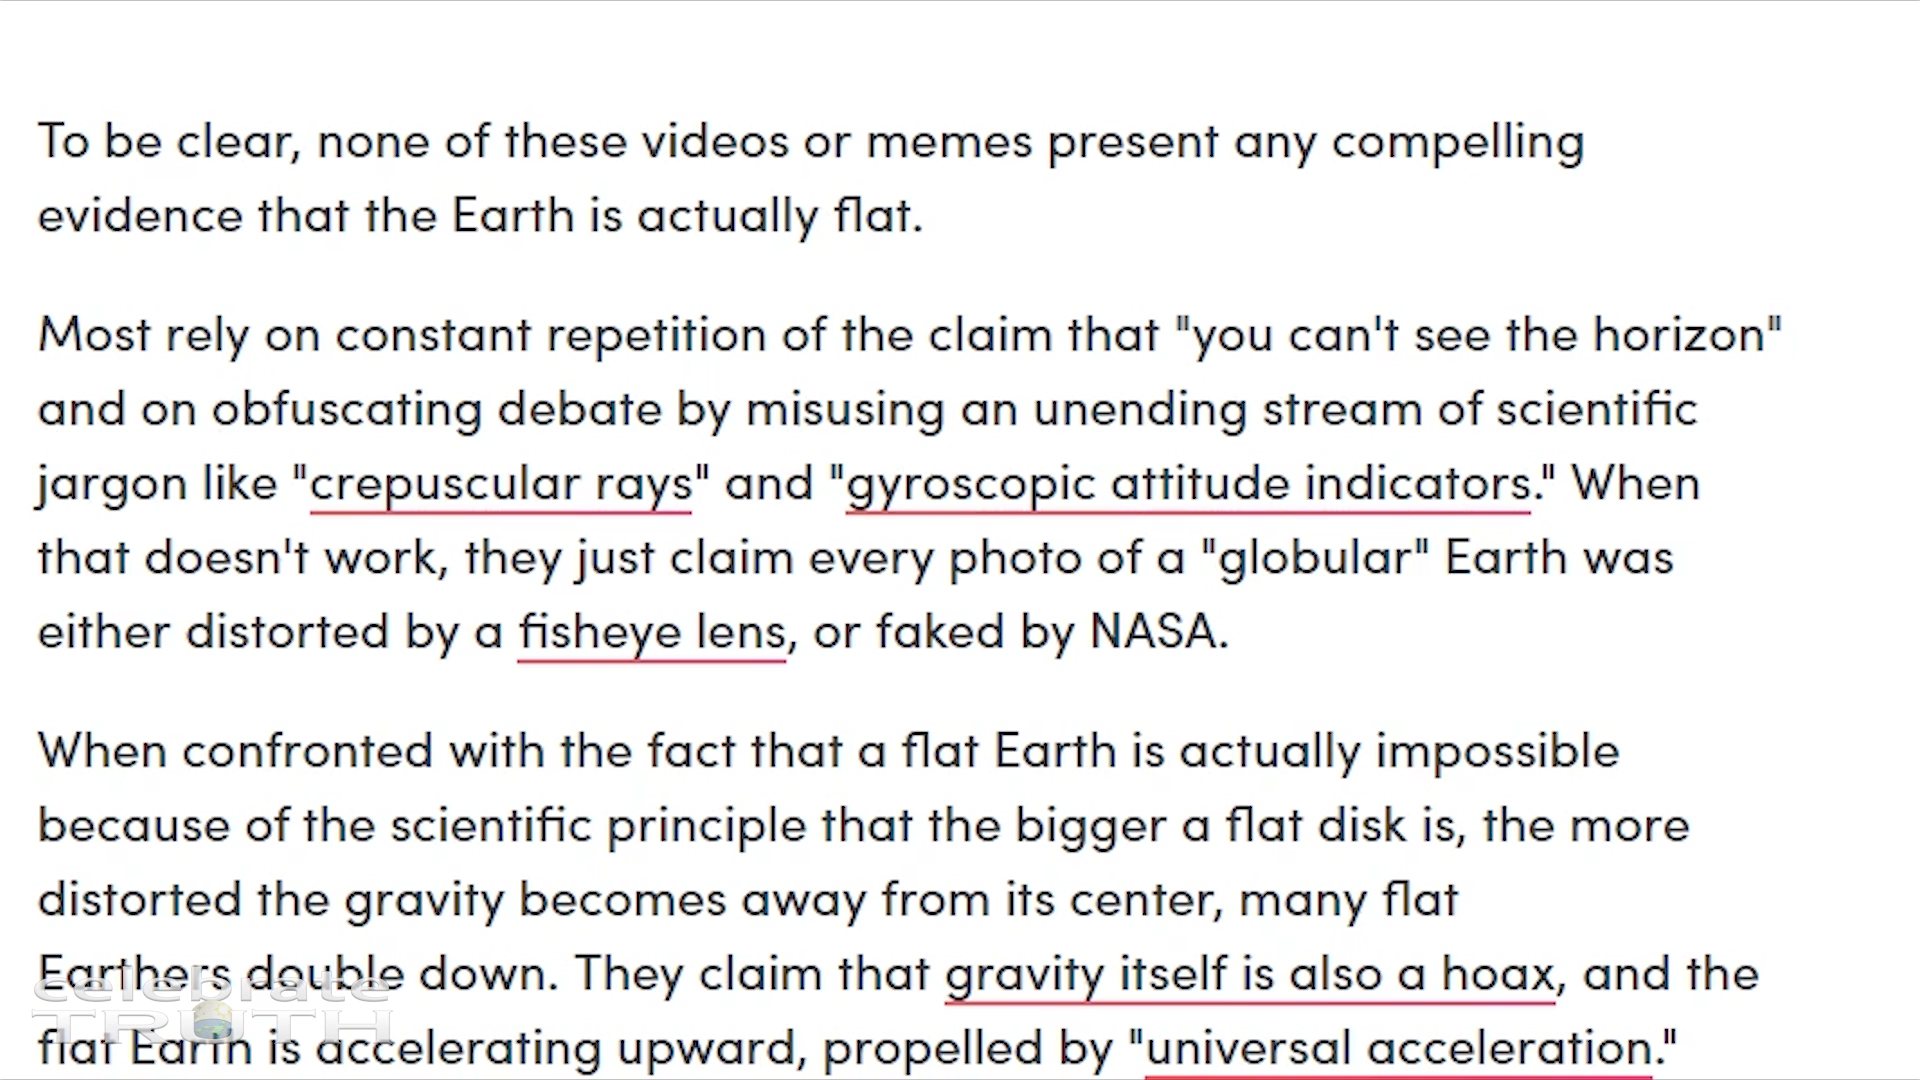 To be clear, none of these videos or memes present any compelling
evidence that the Earth is actually flat.
Most rely on constant repetition of the claim that "you can't see the horizon"
and on obfuscating debate by misusing an unending stream of scientific
jargon like "crepuscular rays" and "gyroscopic attitude indicators." When
that doesn't work, they just claim every photo of a "globular" Earth was
either distorted by a fisheye lens, or faked by NASA.
When confronted with the fact that a flat Earth is actually impossible
because of the scientific principle that the bigger a flat disk is, the more
distorted the gravity becomes away from its center, many flat
Earthers double down. They claim that gravity itself is also a hoax, and the
flat Earth is accelerating upward, propelled by "universal acceleration."
celebrate
TRUTH